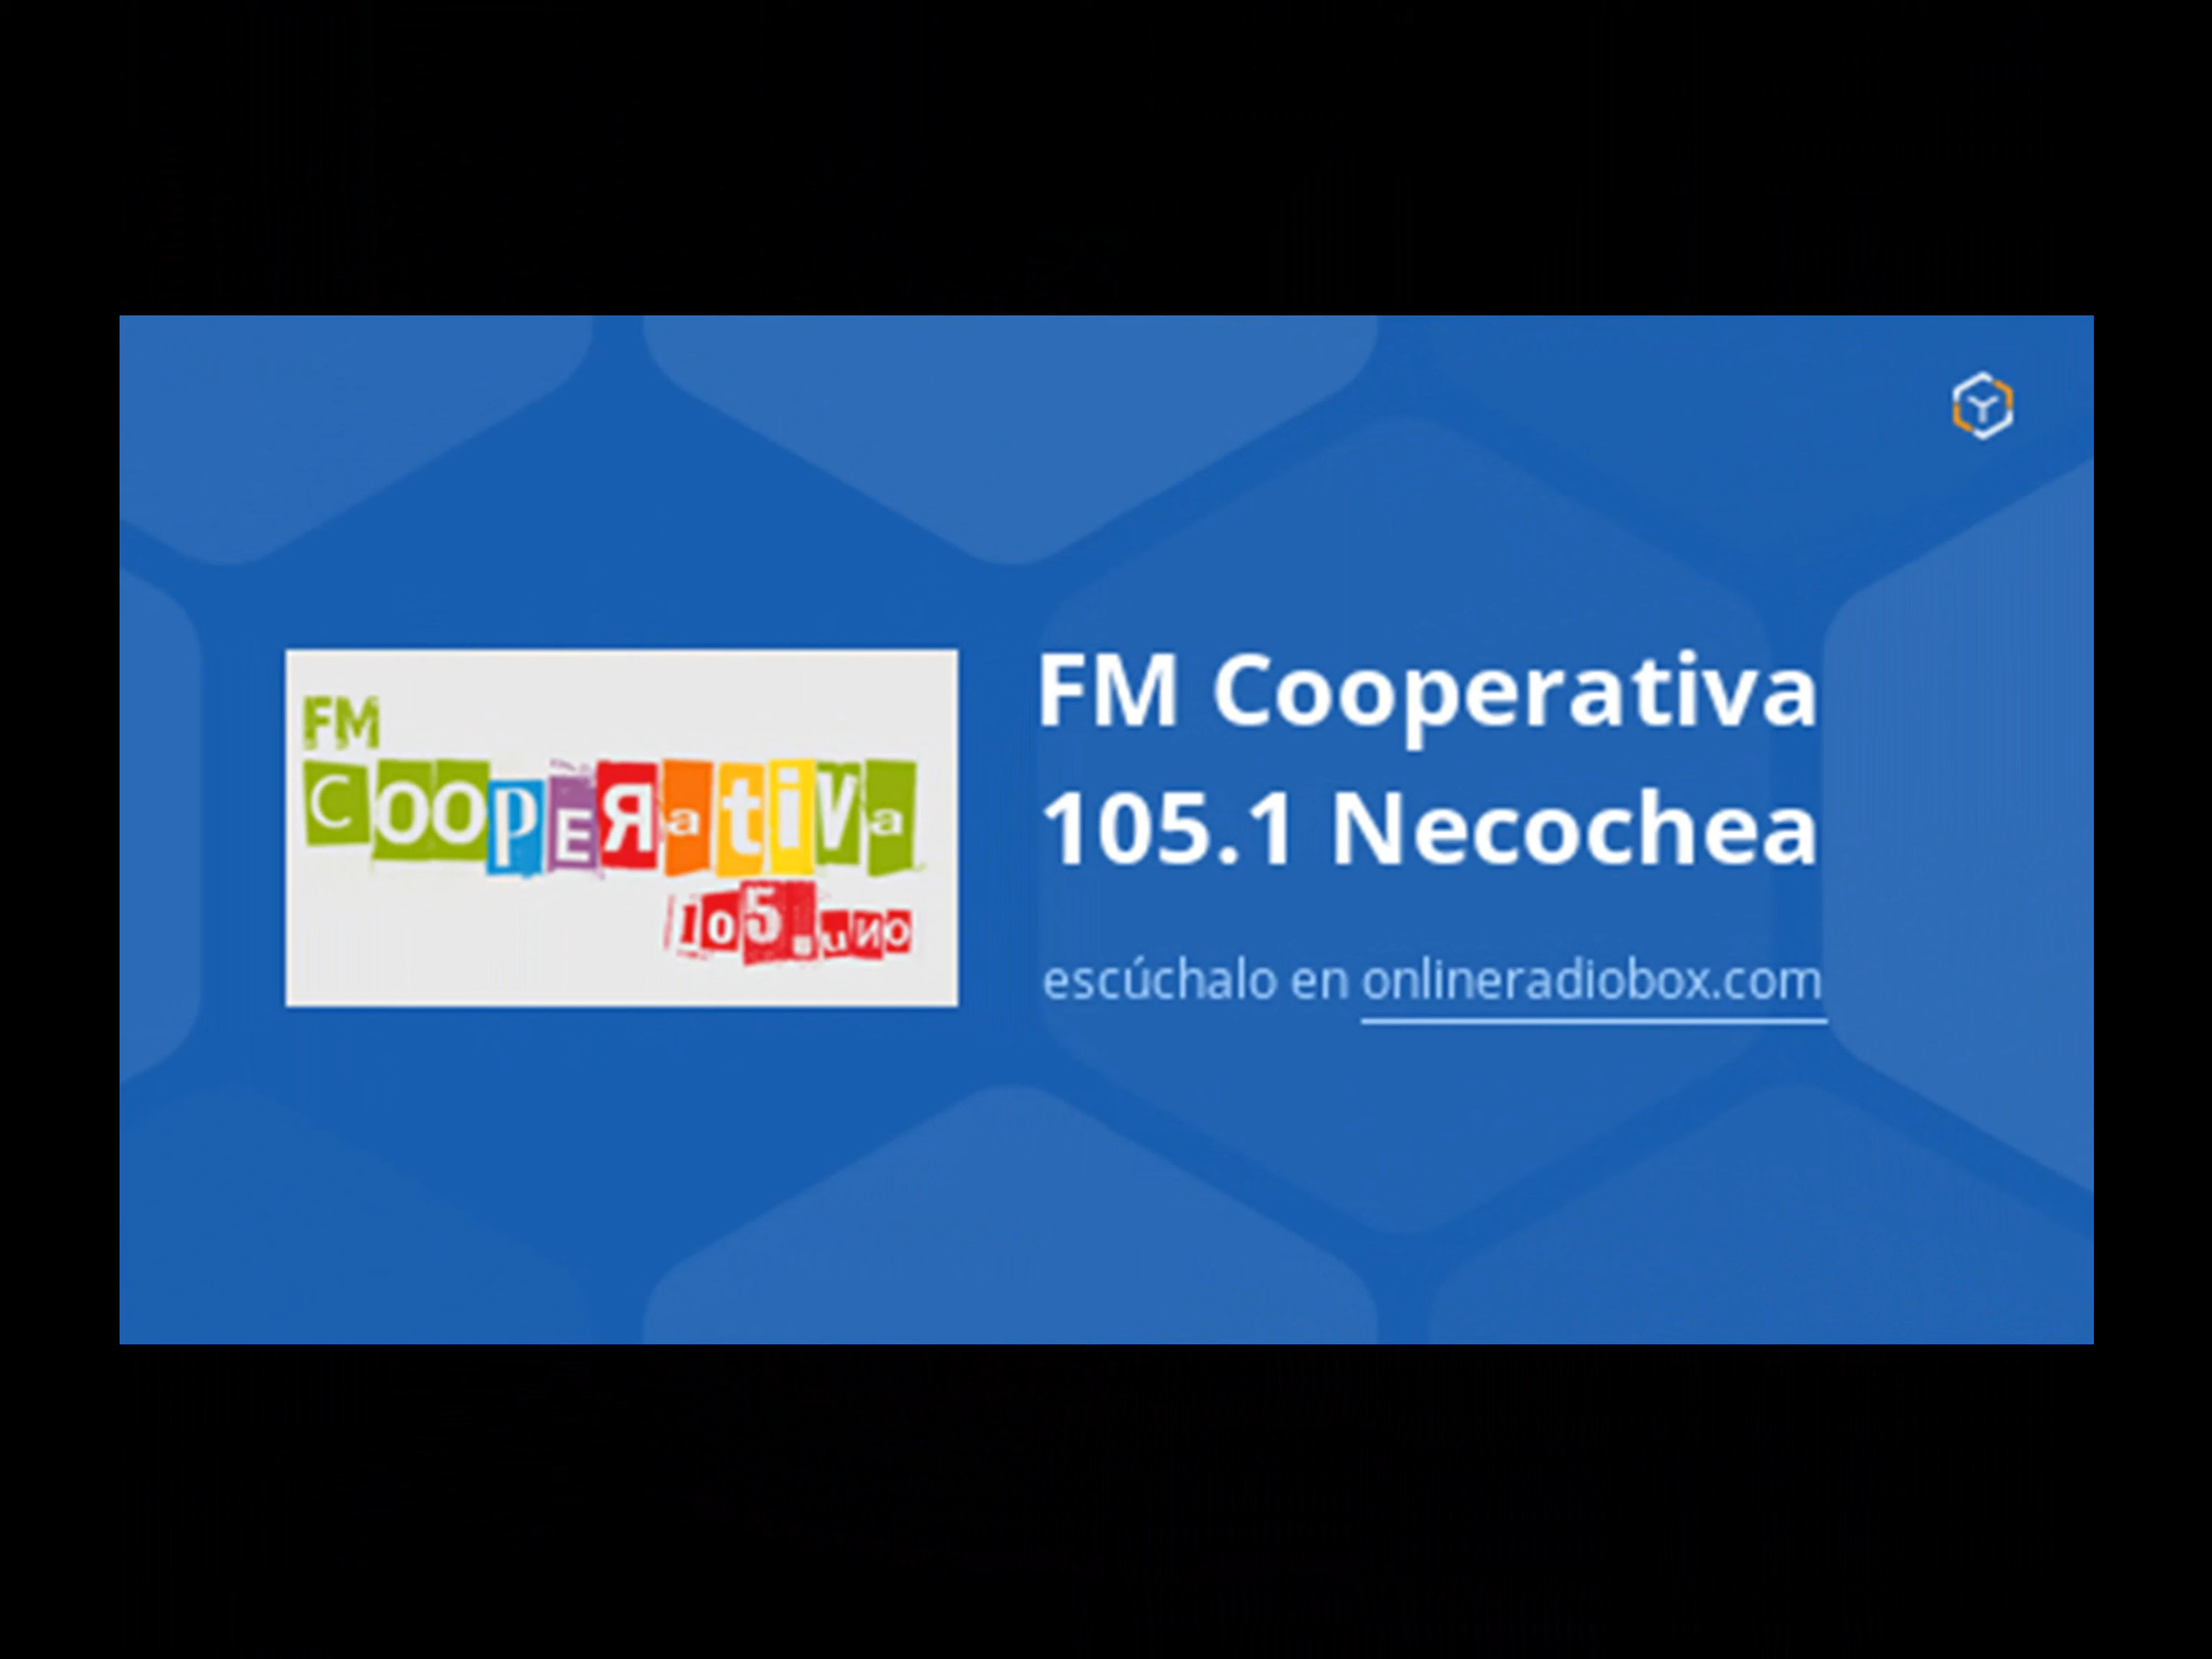 FM
COOPERatiVa
105.uno
FM Cooperativa
105.1 Necochea
escúchalo en onlineradiobox.com